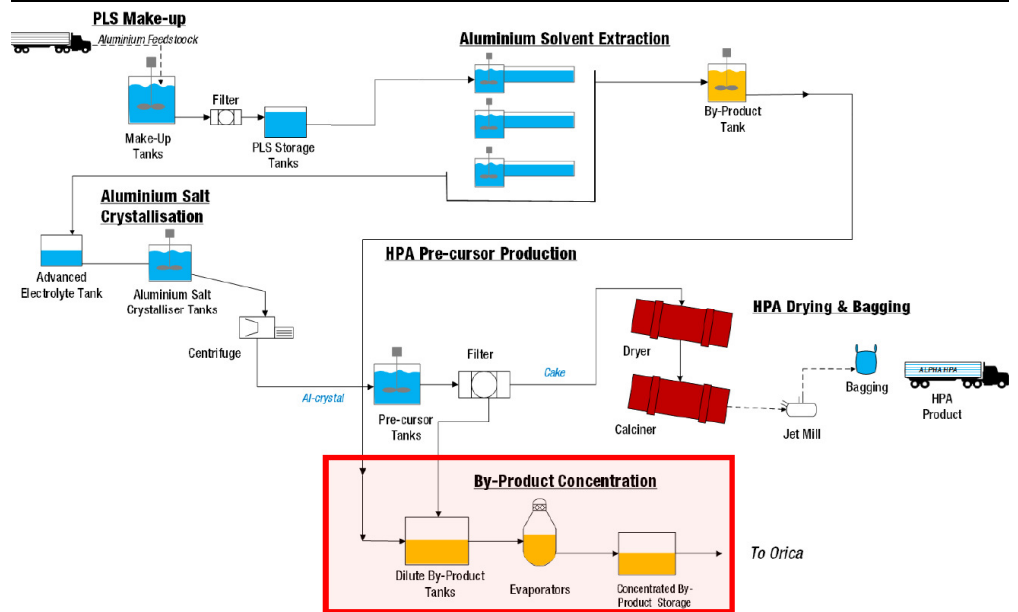 PLS Make-up
Aluminium Feedstoock
Filter
Make-Up
Tanks
PLS Storage
Tanks
Aluminium Solvent Extraction
By-Product
Tank
Aluminium Salt
Crystallisation
Advanced
Electrolyte Tank
Aluminium Salt
Crystalliser Tanks
Centrifuge
Al-crystal
HPA Pre-cursor Production
Pre-cursor
Tanks
Filter
Cake
HPA Drying & Bagging
Dryer
Calciner
Jet Mill
Bagging
ALPHA HPA
HPA
Product
By-Product Concentration
Dilute By-Product
Tanks
Evaporators
Concentrated By-
Product Storage
To Orica